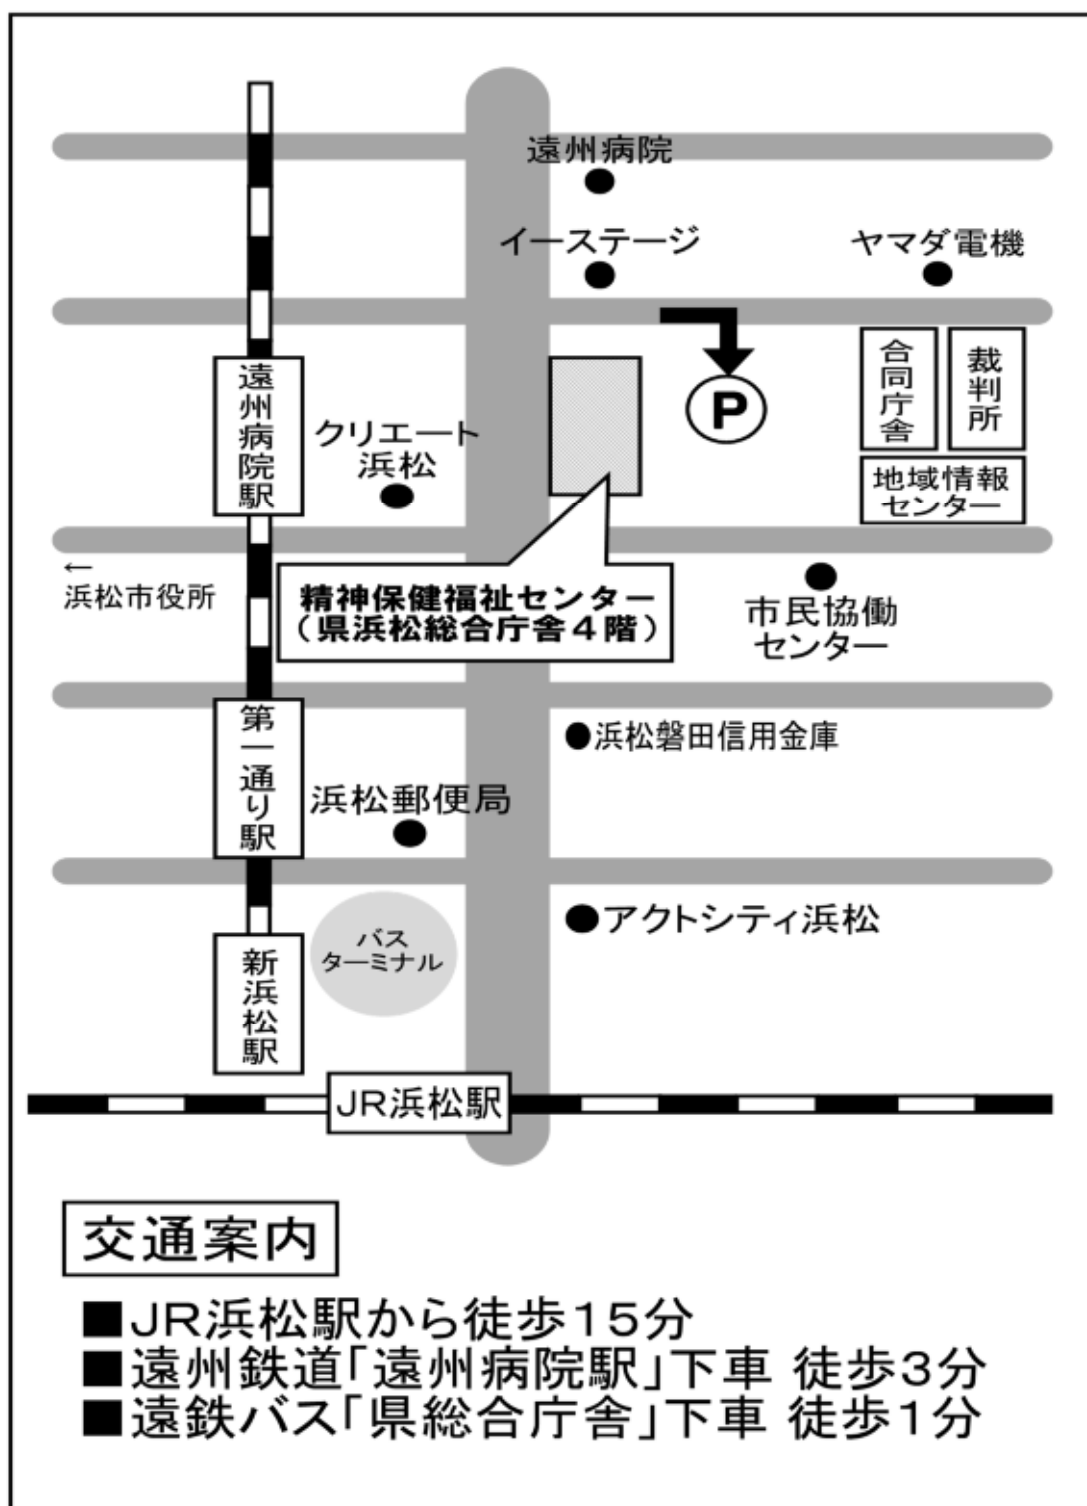 遠州病院
イーステージ
ヤマダ電機
合同庁舎
裁判所
P
遠州病院駅
クリエート
浜松
地域情報
センター
←
浜松市役所
精神保健福祉センター
(県浜松総合庁舎4階)
市民協働
センター
第一通り駅
浜松磐田信用金庫
浜松郵便局
アクトシティ浜松
バス
ターミナル
新浜松駅
JR浜松駅
交通案内
■JR浜松駅から徒歩15分
■遠州鉄道「遠州病院駅」下車 徒歩3分
■遠鉄バス「県総合庁舎」下車 徒歩1分